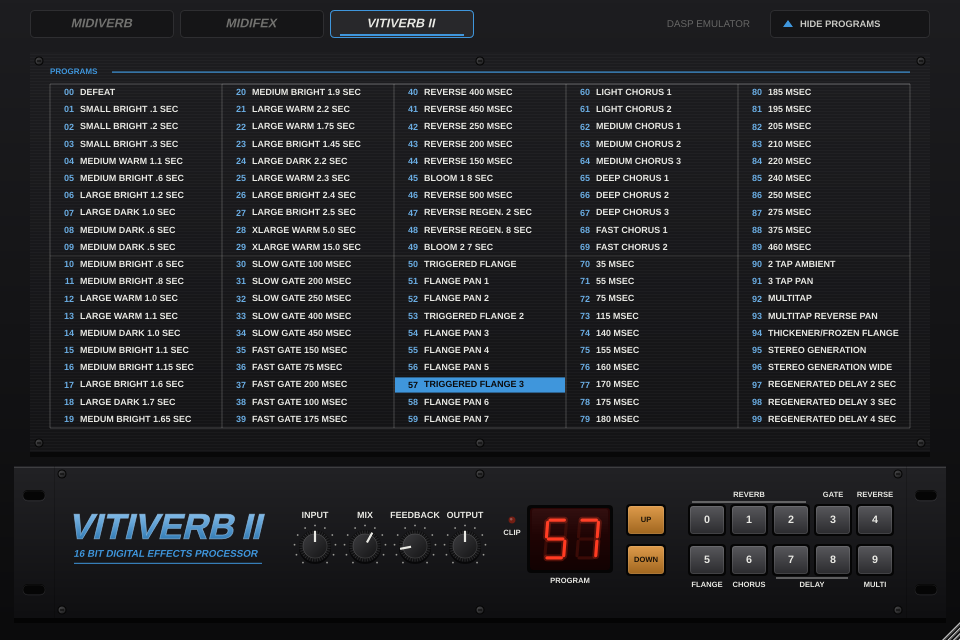 MIDIVERB MIDIFEX VITIVERB II DASP EMULATOR HIDE PROGRAMS
PROGRAMS
00 DEFEAT
01 SMALL BRIGHT .1 SEC
02 SMALL BRIGHT .2 SEC
03 SMALL BRIGHT .3 SEC
04 MEDIUM WARM 1.1 SEC
05 MEDIUM BRIGHT .6 SEC
06 LARGE BRIGHT 1.2 SEC
07 LARGE DARK 1.0 SEC
08 MEDIUM DARK .6 SEC
09 MEDIUM DARK .5 SEC
10 MEDIUM BRIGHT .6 SEC
11 MEDIUM BRIGHT .8 SEC
12 LARGE WARM 1.0 SEC
13 LARGE WARM 1.1 SEC
14 MEDIUM DARK 1.0 SEC
15 MEDIUM BRIGHT 1.1 SEC
16 MEDIUM BRIGHT 1.15 SEC
17 LARGE BRIGHT 1.6 SEC
18 LARGE DARK 1.7 SEC
19 MEDUM BRIGHT 1.65 SEC
20 MEDIUM BRIGHT 1.9 SEC
21 LARGE WARM 2.2 SEC
22 LARGE WARM 1.75 SEC
23 LARGE BRIGHT 1.45 SEC
24 LARGE DARK 2.2 SEC
25 LARGE WARM 2.3 SEC
26 LARGE BRIGHT 2.4 SEC
27 LARGE BRIGHT 2.5 SEC
28 XLARGE WARM 5.0 SEC
29 XLARGE WARM 15.0 SEC
30 SLOW GATE 100 MSEC
31 SLOW GATE 200 MSEC
32 SLOW GATE 250 MSEC
33 SLOW GATE 400 MSEC
34 SLOW GATE 450 MSEC
35 FAST GATE 150 MSEC
36 FAST GATE 75 MSEC
37 FAST GATE 200 MSEC
38 FAST GATE 100 MSEC
39 FAST GATE 175 MSEC
40 REVERSE 400 MSEC
41 REVERSE 450 MSEC
42 REVERSE 250 MSEC
43 REVERSE 200 MSEC
44 REVERSE 150 MSEC
45 BLOOM 1 8 SEC
46 REVERSE 500 MSEC
47 REVERSE REGEN. 2 SEC
48 REVERSE REGEN. 8 SEC
49 BLOOM 2 7 SEC
50 TRIGGERED FLANGE
51 FLANGE PAN 1
52 FLANGE PAN 2
53 TRIGGERED FLANGE 2
54 FLANGE PAN 3
55 FLANGE PAN 4
56 FLANGE PAN 5
57 TRIGGERED FLANGE 3
58 FLANGE PAN 6
59 FLANGE PAN 7
60 LIGHT CHORUS 1
61 LIGHT CHORUS 2
62 MEDIUM CHORUS 1
63 MEDIUM CHORUS 2
64 MEDIUM CHORUS 3
65 DEEP CHORUS 1
66 DEEP CHORUS 2
67 DEEP CHORUS 3
68 FAST CHORUS 1
69 FAST CHORUS 2
70 35 MSEC
71 55 MSEC
72 75 MSEC
73 115 MSEC
74 140 MSEC
75 155 MSEC
76 160 MSEC
77 170 MSEC
78 175 MSEC
79 180 MSEC
80 185 MSEC
81 195 MSEC
82 205 MSEC
83 210 MSEC
84 220 MSEC
85 240 MSEC
86 250 MSEC
87 275 MSEC
88 375 MSEC
89 460 MSEC
90 2 TAP AMBIENT
91 3 TAP PAN
92 MULTITAP
93 MULTITAP REVERSE PAN
94 THICKENER/FROZEN FLANGE
95 STEREO GENERATION
96 STEREO GENERATION WIDE
97 REGENERATED DELAY 2 SEC
98 REGENERATED DELAY 3 SEC
99 REGENERATED DELAY 4 SEC
VITIVERB II
16 BIT DIGITAL EFFECTS PROCESSOR
INPUT MIX FEEDBACK OUTPUT
CLIP
57
PROGRAM
UP
DOWN
REVERB GATE REVERSE
0 1 2 3 4
5 6 7 8 9
FLANGE CHORUS DELAY MULTI